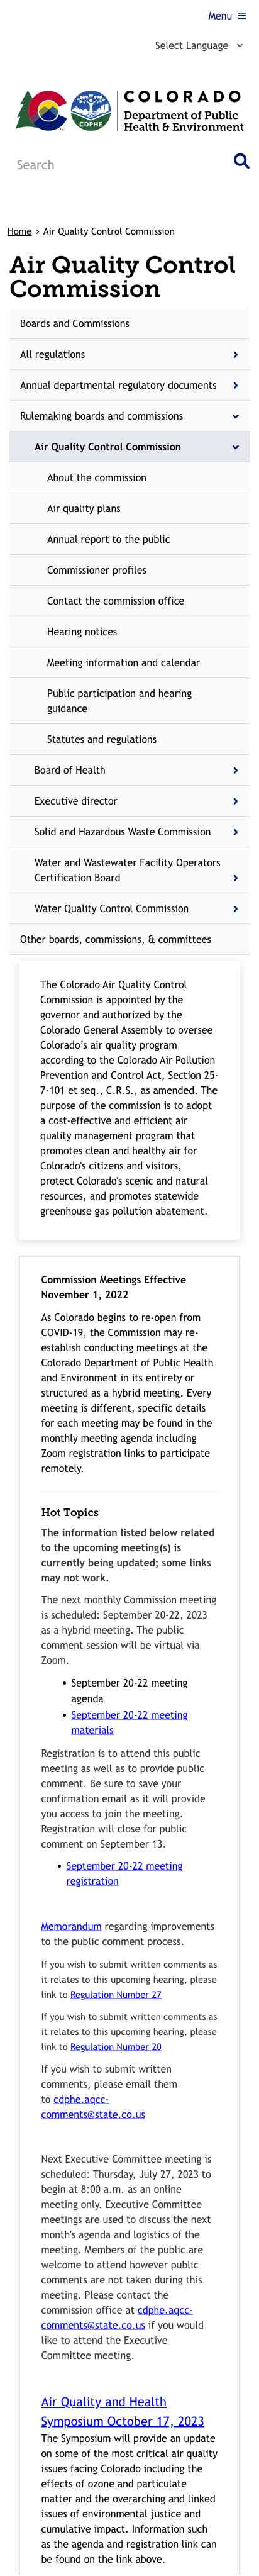 Menu
Select Language
COLORADO
CDPHE
Department of Public
Health & Environment
Search
Home › Air Quality Control Commission
Air Quality Control
Commission
Boards and Commissions
All regulations
Annual departmental regulatory documents
Rulemaking boards and commissions
Air Quality Control Commission
About the commission
Air quality plans
Annual report to the public
Commissioner profiles
Contact the commission office
Hearing notices
Meeting information and calendar
Public participation and hearing
guidance
Statutes and regulations
Board of Health
Executive director
Solid and Hazardous Waste Commission
Water and Wastewater Facility Operators
Certification Board
Water Quality Control Commission
Other boards, commissions, & committees
The Colorado Air Quality Control
Commission is appointed by the
governor and authorized by the
Colorado General Assembly to oversee
Colorado's air quality program
according to the Colorado Air Pollution
Prevention and Control Act, Section 25-
7-101 et seq., C.R.S., as amended. The
purpose of the commission is to adopt
a cost-effective and efficient air
quality management program that
promotes clean and healthy air for
Colorado's citizens and visitors,
protect Colorado's scenic and natural
resources, and promotes statewide
greenhouse gas pollution abatement.
Commission Meetings Effective
November 1, 2022
As Colorado begins to re-open from
COVID-19, the Commission may re-
establish conducting meetings at the
Colorado Department of Public Health
and Environment in its entirety or
structured as a hybrid meeting. Every
meeting is different, specific details
for each meeting may be found in the
monthly meeting agenda including
Zoom registration links to participate
remotely.
Hot Topics
The information listed below related
to the upcoming meeting(s) is
currently being updated; some links
may not work.
The next monthly Commission meeting
is scheduled: September 20-22, 2023
as a hybrid meeting. The public
comment session will be virtual via
Zoom.
• September 20-22 meeting
agenda
• September 20-22 meeting
materials
Registration is to attend this public
meeting as well as to provide public
comment. Be sure to save your
confirmation email as it will provide
you access to join the meeting.
Registration will close for public
comment on September 13.
• September 20-22 meeting
registration
Memorandum regarding improvements
to the public comment process.
If you wish to submit written comments as
it relates to this upcoming hearing, please
link to Regulation Number 27
If you wish to submit written comments as
it relates to this upcoming hearing, please
link to Regulation Number 20
If you wish to submit written
comments, please email them
to cdphe.aqcc-
comments@state.co.us
Next Executive Committee meeting is
scheduled: Thursday, July 27, 2023 to
begin at 8:00 a.m. as an online
meeting only. Executive Committee
meetings are used to discuss the next
month's agenda and logistics of the
meeting. Members of the public are
welcome to attend however public
comments are not taken during this
meeting. Please contact the
commission office at cdphe.aqcc-
comments@state.co.us if you would
like to attend the Executive
Committee meeting.
Air Quality and Health
Symposium October 17, 2023
The Symposium will provide an update
on some of the most critical air quality
issues facing Colorado including the
effects of ozone and particulate
matter and the overarching and linked
issues of environmental justice and
cumulative impact. Information such
as the agenda and registration link can
be found on the link above.